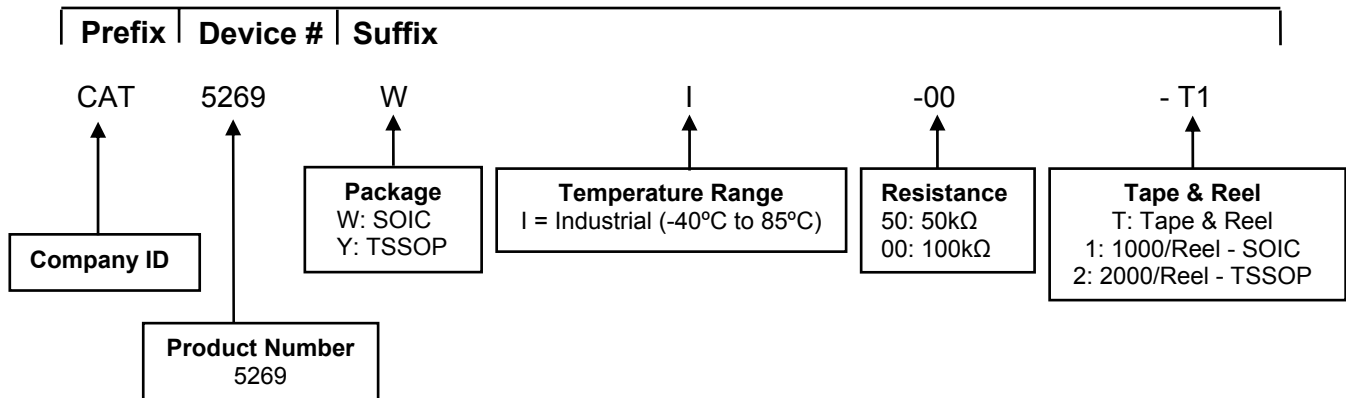 Prefix Device # Suffix
CAT 5269 W I -00 - T1
Package
W: SOIC
Y: TSSOP
Temperature Range
I = Industrial (-40ºC to 85ºC)
Resistance
50: 50kΩ
00: 100kΩ
Tape & Reel
T: Tape & Reel
1: 1000/Reel - SOIC
2: 2000/Reel - TSSOP
Company ID
Product Number
5269